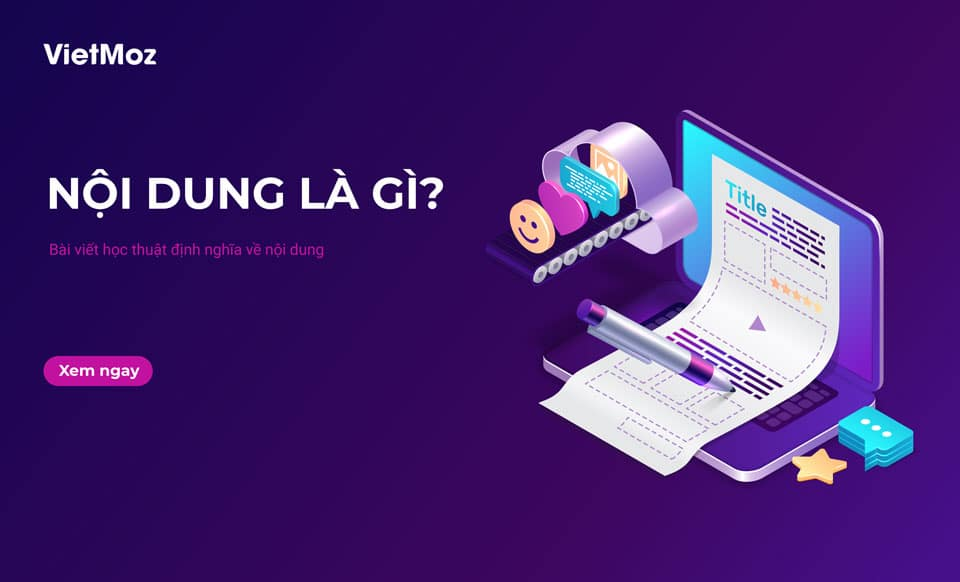 VietMoz
NỘI DUNG LÀ GÌ?
Bài viết học thuật định nghĩa về nội dung
Xem ngay
Title